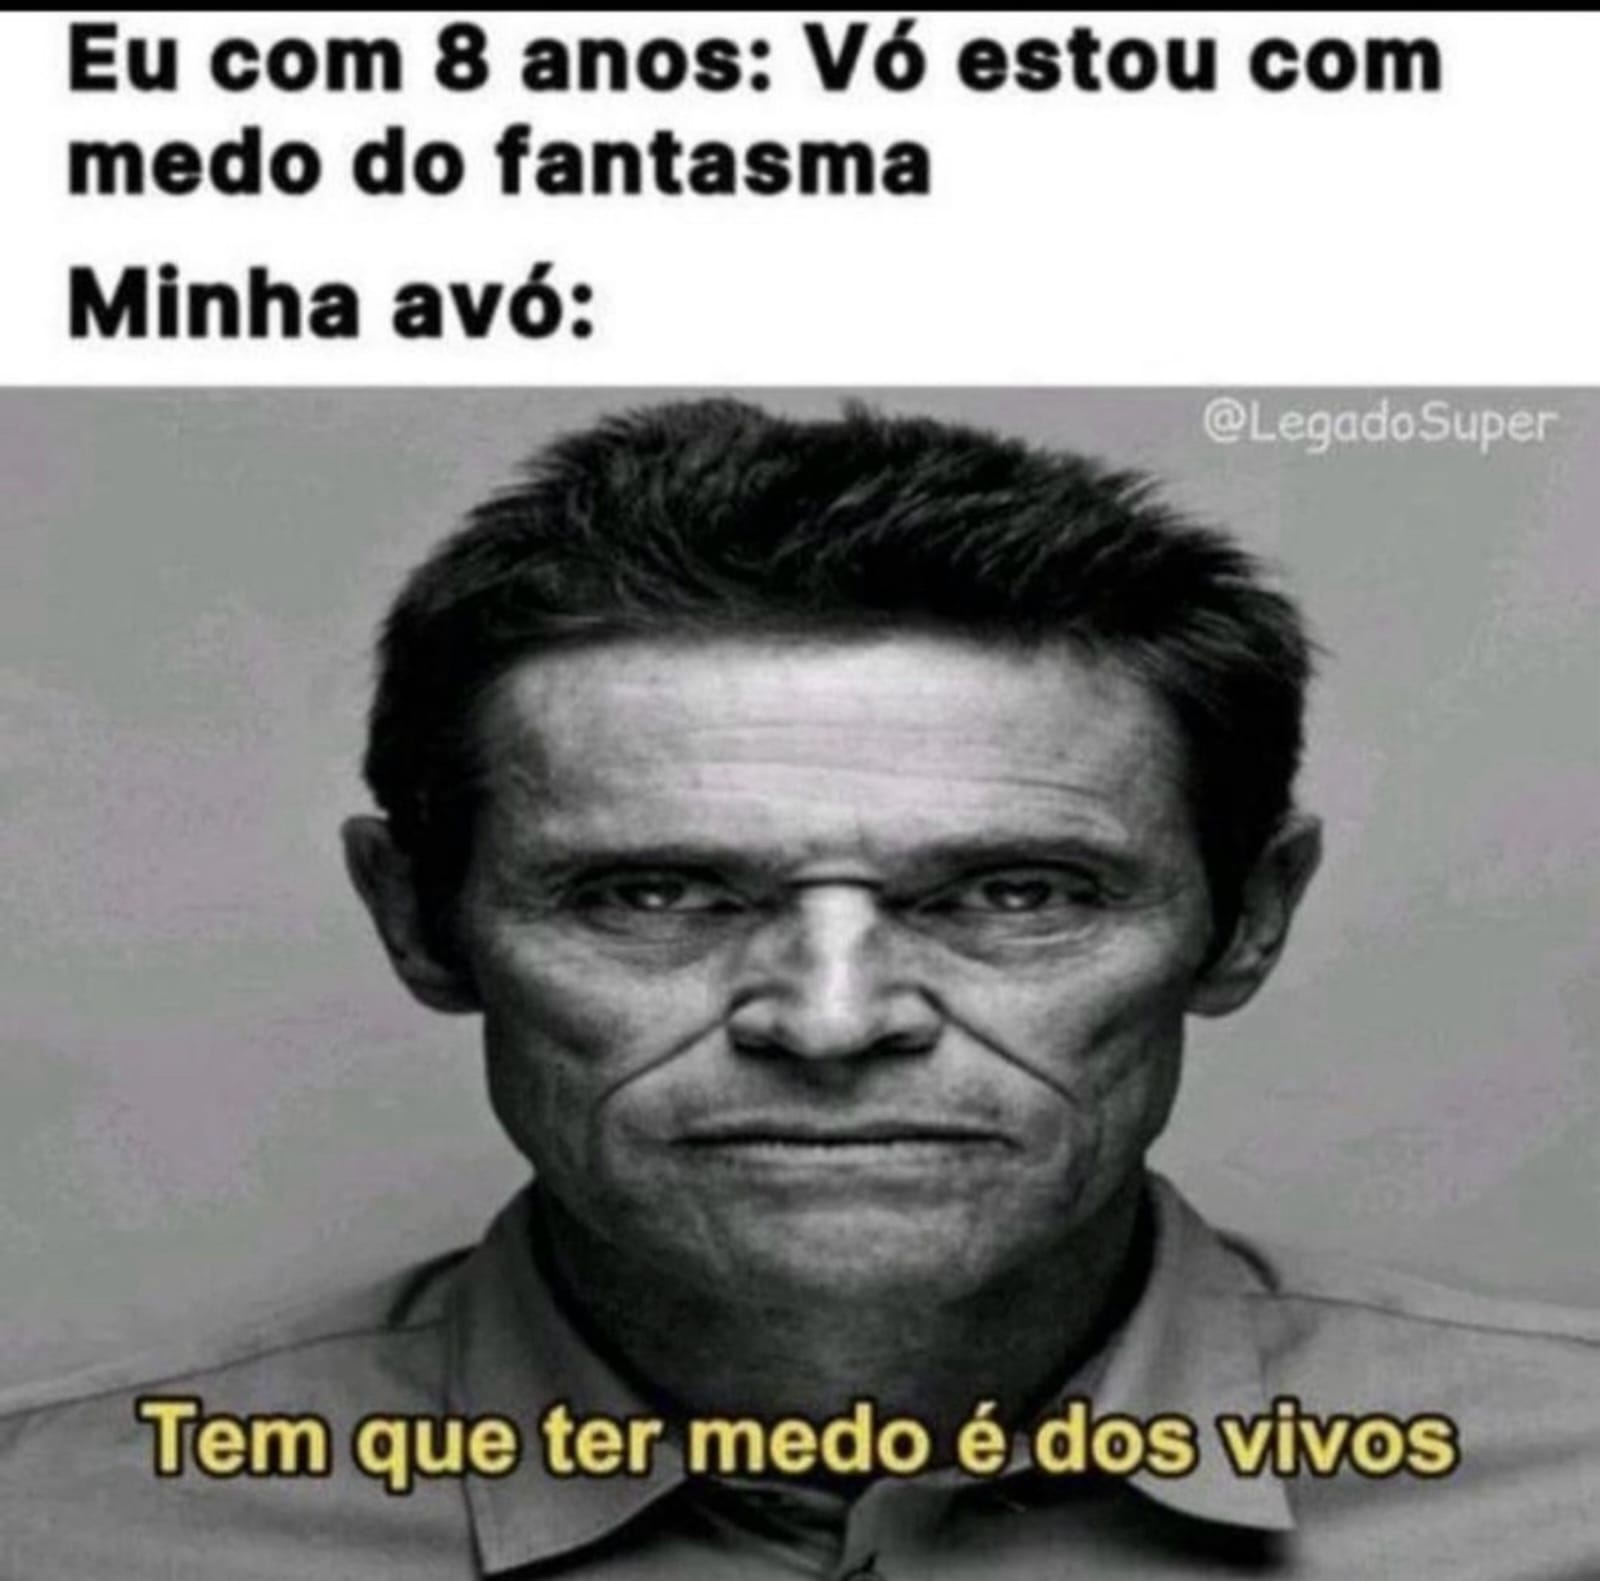 Eu com 8 anos: Vó estou com
medo do fantasma
Minha avó:
@LegadoSuper
Tem que ter medo é dos vivos